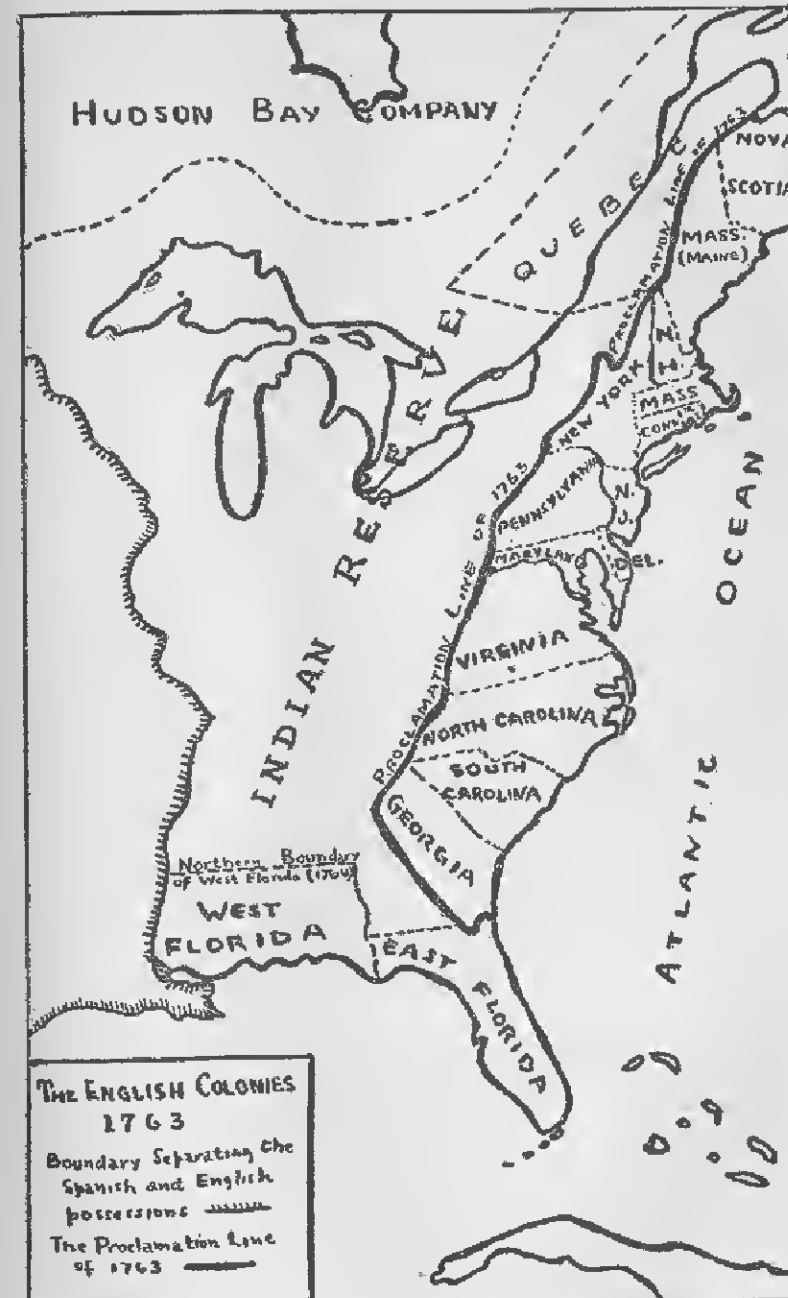 HUDSON BAY COMPANY
QUEBEC
PROCLAMATION LINE OF 1763
NOVA
SCOTIA
MASS.
(MAINE)
N.
H.
NEW YORK
MASS
CONN.
R.I.
INDIAN RESERVE
PROCLAMATION LINE OF 1763
PENNSYLVANIA
N.
J.
MARYLAND
DEL.
OCEAN
VIRGINIA
NORTH CAROLINA
SOUTH
CAROLINA
GEORGIA
ATLANTIC
Northern Boundary
of West Florida (1764)
WEST
FLORIDA
EAST FLORIDA
THE ENGLISH COLONIES
1763
Boundary Separating the
Spanish and English
possessions
The Proclamation Line
of 1763